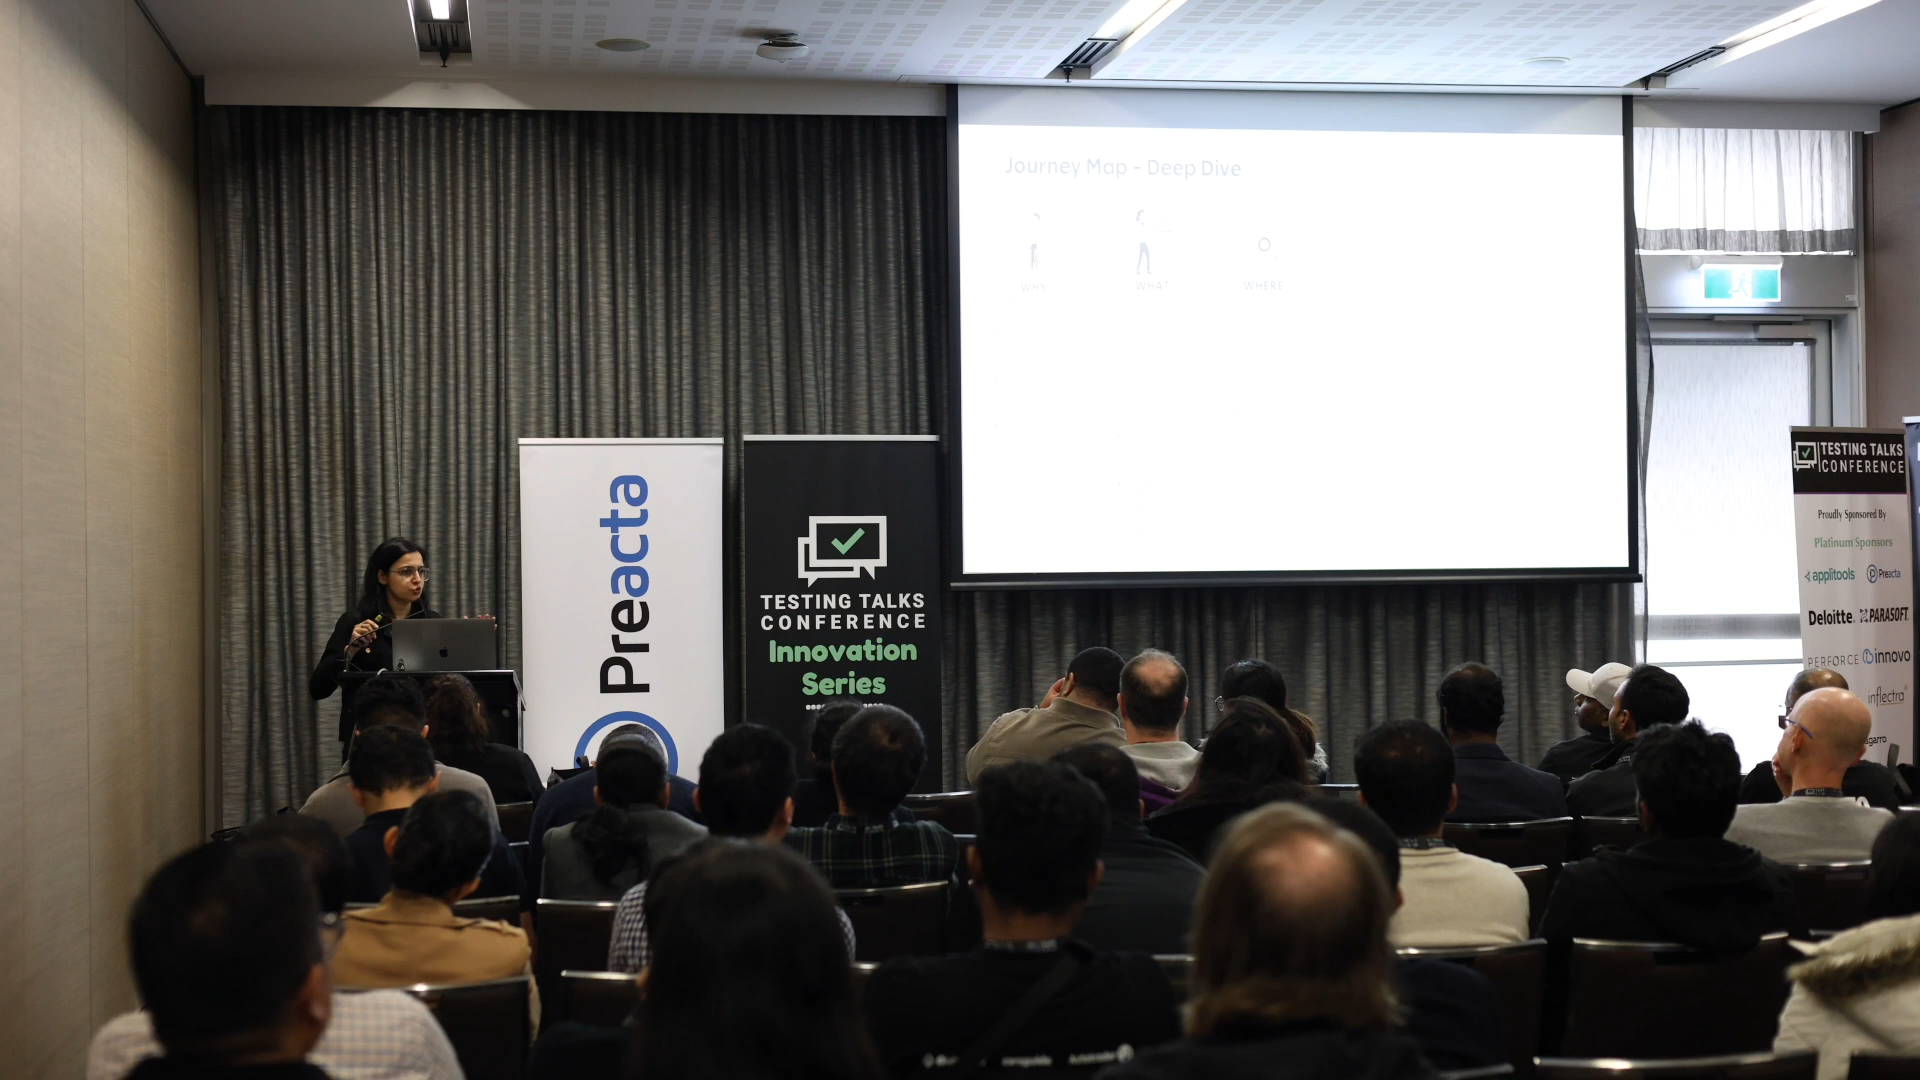 Journey Map - Deep Dive
WHY
WHAT
WHERE
Preacta
TESTING TALKS
CONFERENCE
Innovation
Series
TESTING TALKS
CONFERENCE
Proudly Sponsored By
Platinum Sponsors
applitools
Preacta
Deloitte.
PARASOFT
PERFORCE
innovo
inflectra